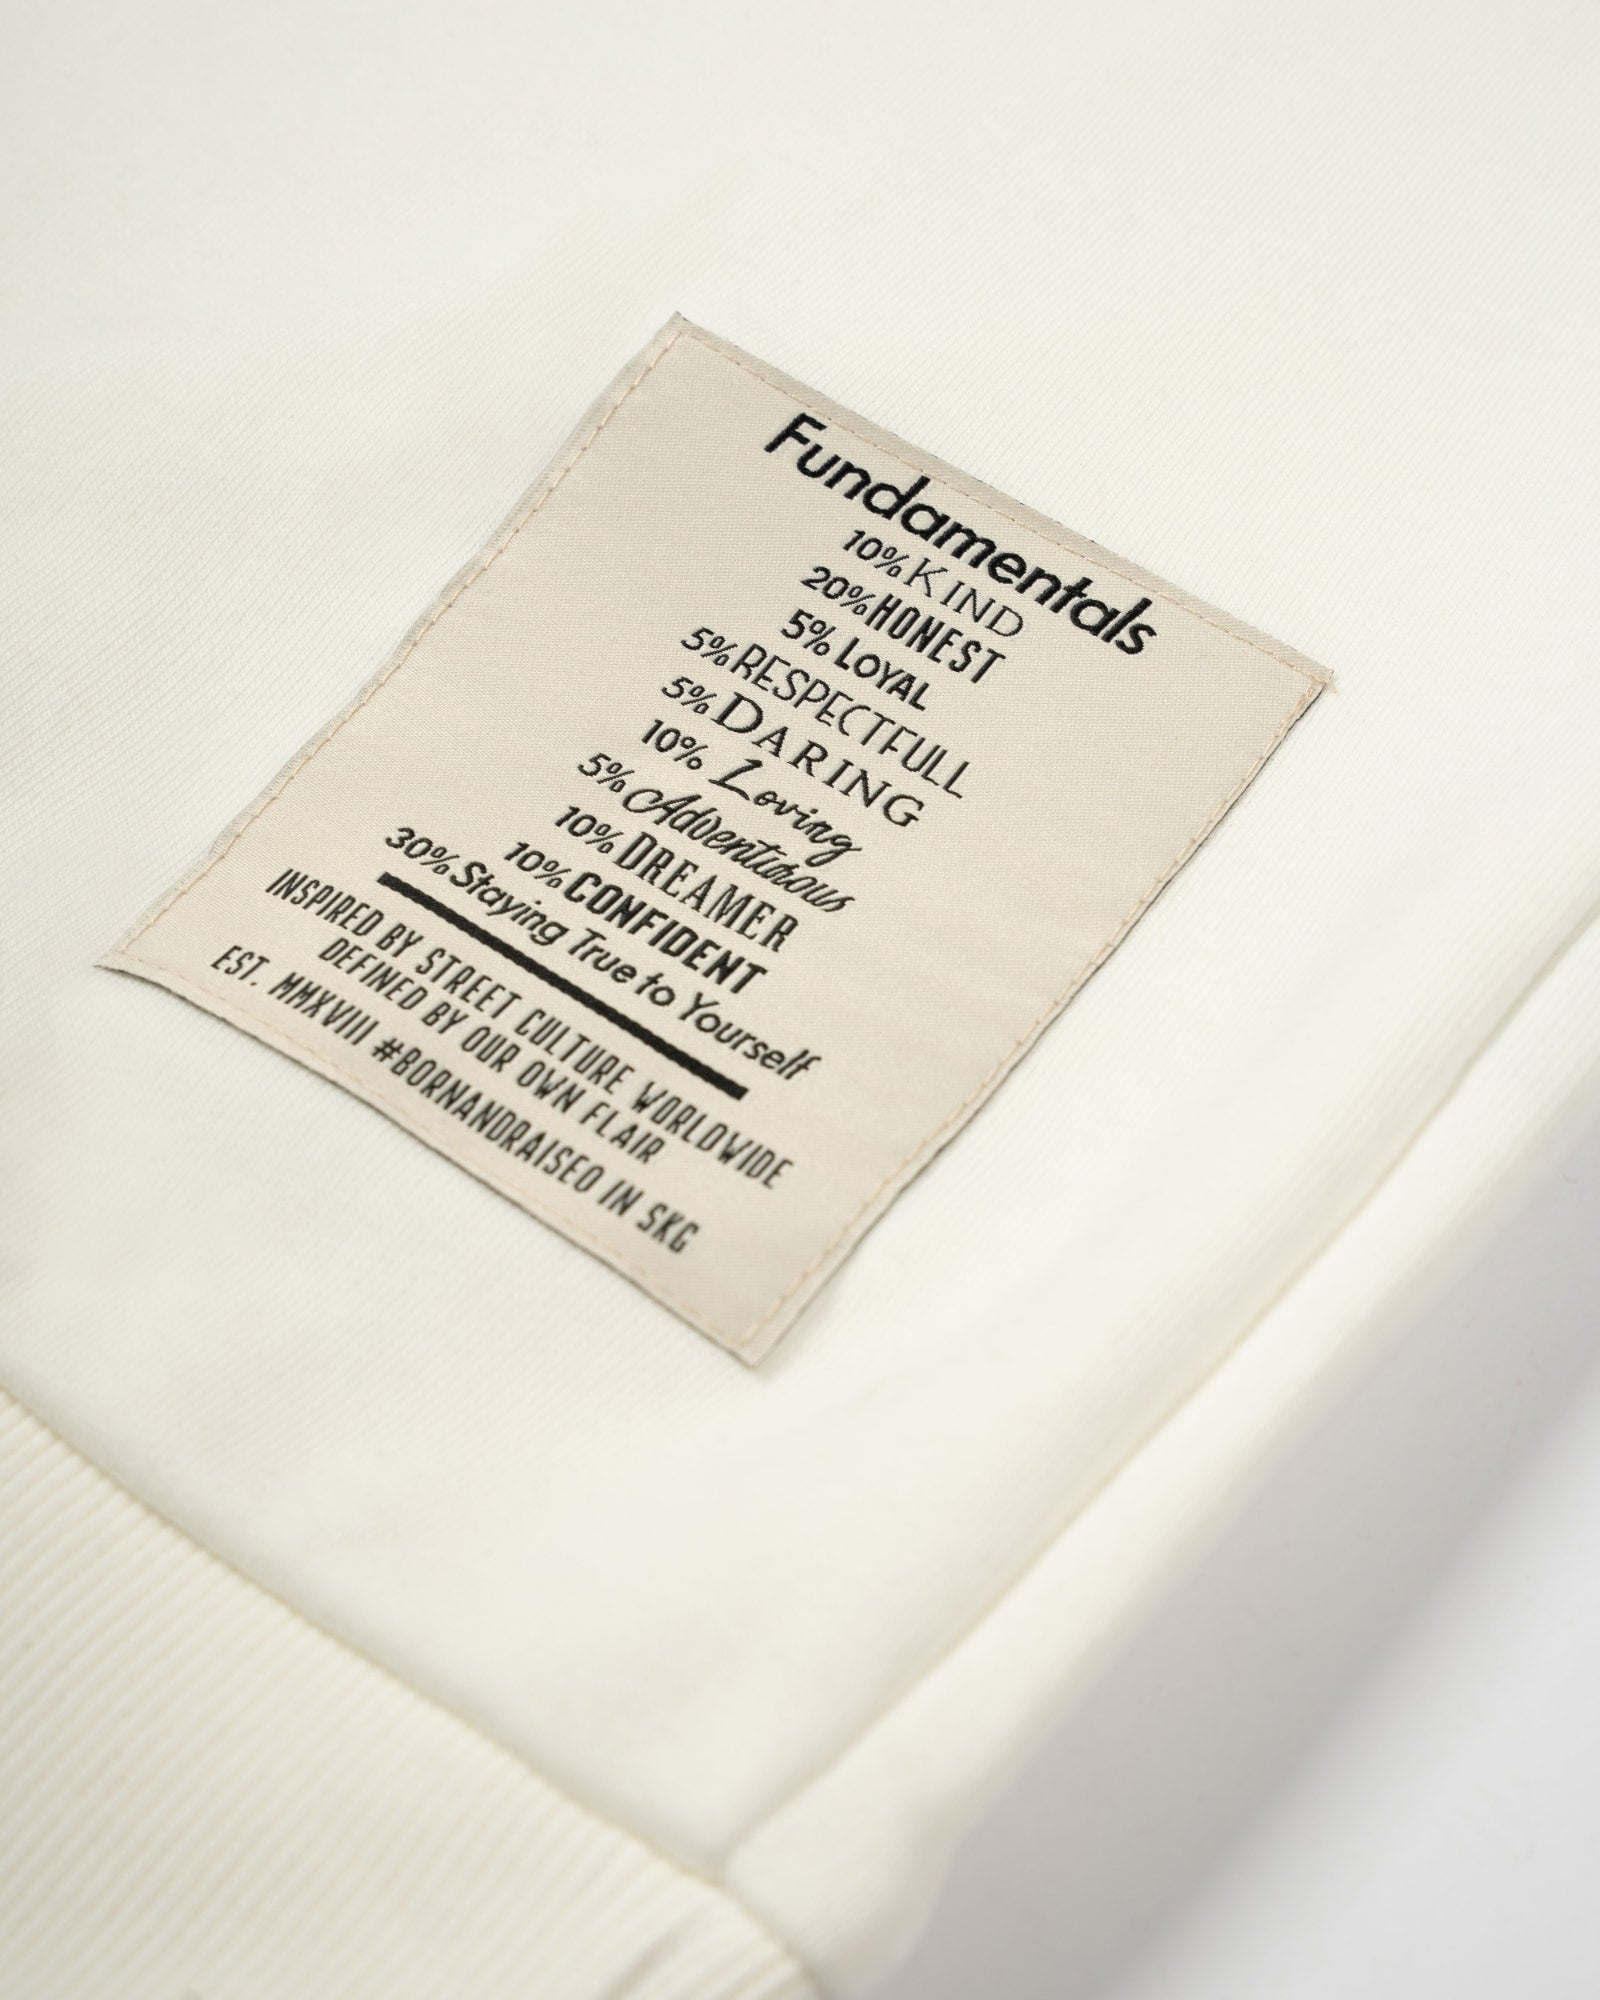 Fundamentals
10% KIND
20% HONEST
5% LOYAL
5% RESPECTFULL
5% DARING
10% Loving
5% Adventurous
10% DREAMER
10% CONFIDENT
30% Staying True to Yourself
INSPIRED BY STREET CULTURE WORLDWIDE
DEFINED BY OUR OWN FLAIR
EST. MMXVIII #BORNANDRAISED IN SKG